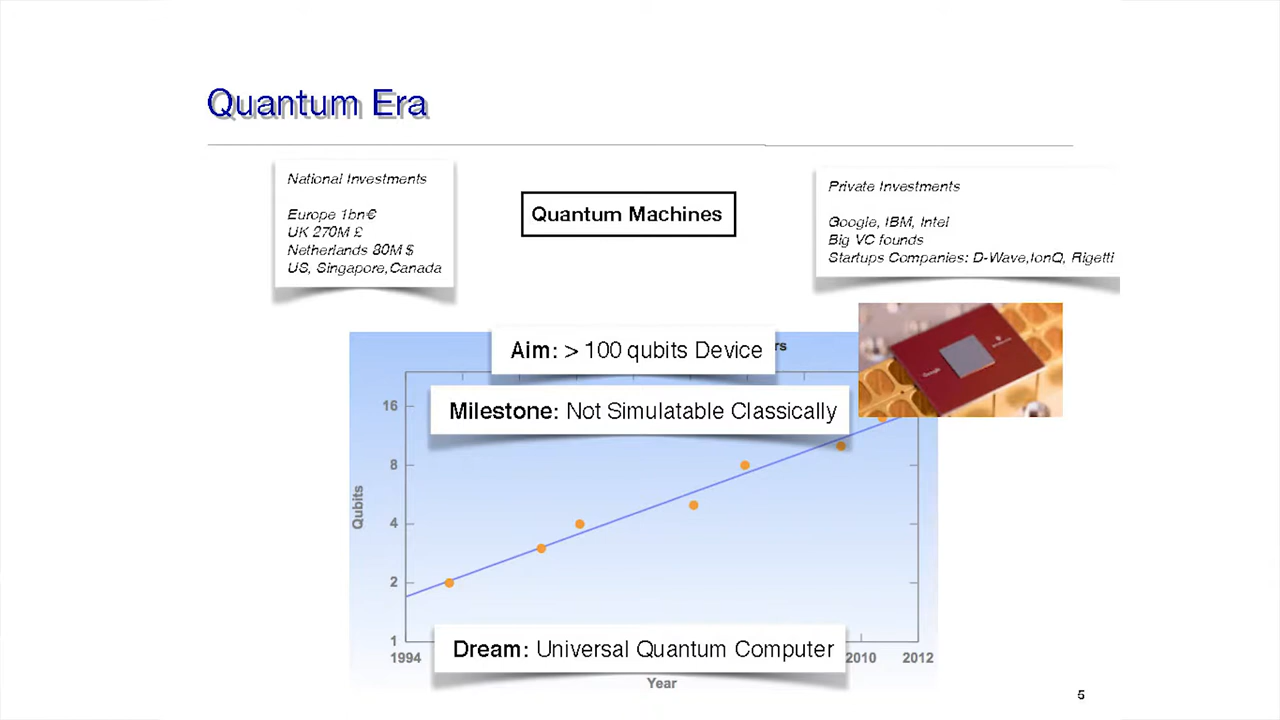 Quantum Era
National Investments
Europe 1bn€
UK 270M £
Netherlands 80M $
US, Singapore,Canada
Quantum Machines
Private Investments
Google, IBM, Intel
Big VC founds
Startups Companies: D-Wave,IonQ, Rigetti
Aim: > 100 qubits Device
rs
Google
Milestone: Not Simulatable Classically
16
8
4
2
1
Qubits
Dream: Universal Quantum Computer
1994
2010
2012
Year
5